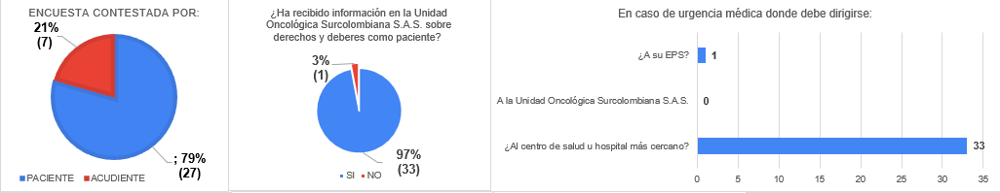 ENCUESTA CONTESTADA POR:
21%
(7)
; 79%
(27)
PACIENTE ACUDIENTE
¿Ha recibido información en la Unidad
Oncológica Surcolombiana S.A.S. sobre
derechos y deberes como paciente?
3%
(1)
97%
(33)
SI NO
En caso de urgencia médica donde debe dirigirse:
¿A su EPS? 1
A la Unidad Oncológica Surcolombiana S.A.S. 0
¿Al centro de salud u hospital más cercano? 33
0 5 10 15 20 25 30 35